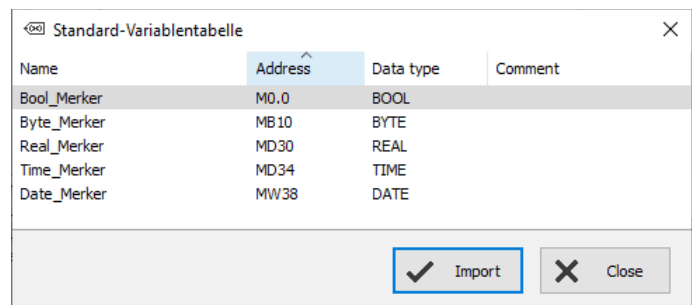 Standard-Variablentabelle
Name Address Data type Comment
Bool_Merker M0.0 BOOL
Byte_Merker MB10 BYTE
Real_Merker MD30 REAL
Time_Merker MD34 TIME
Date_Merker MW38 DATE
Import Close